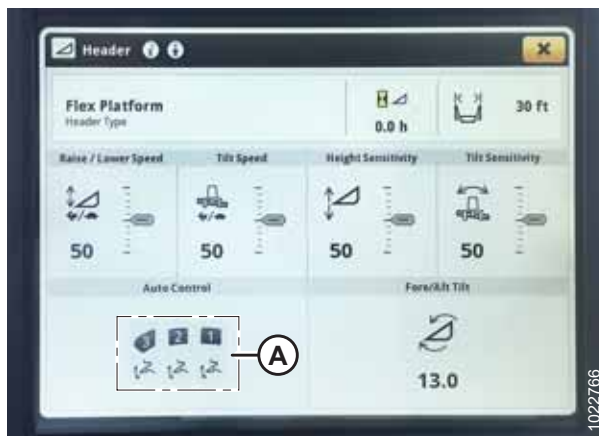 Header
Flex Platform
Header Type
0.0 h
30 ft
Raise / Lower Speed
Tilt Speed
Height Sensitivity
Tilt Sensitivity
50
50
50
50
Auto Control
Fore/Aft Tilt
3 2 1
A
13.0
1022766